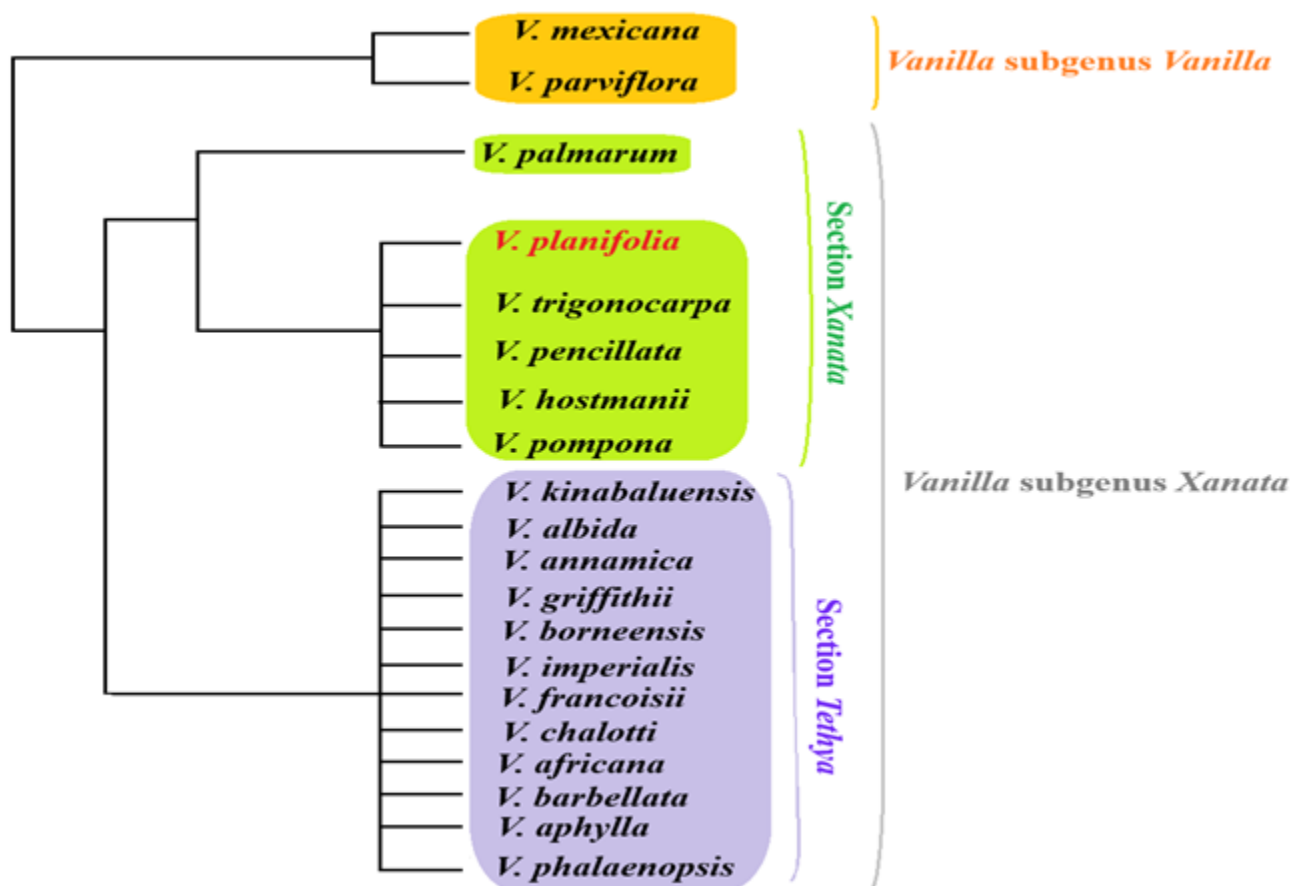 V. mexicana
V. parviflora
Vanilla subgenus Vanilla
V. palmarum
V. planifolia
V. trigonocarpa
V. pencillata
V. hostmanii
V. pompona
Section Xanata
V. kinabaluensis
V. albida
V. annamica
V. griffithii
V. borneensis
V. imperialis
V. francoisii
V. chalotti
V. africana
V. barbellata
V. aphylla
V. phalaenopsis
Section Tethya
Vanilla subgenus Xanata